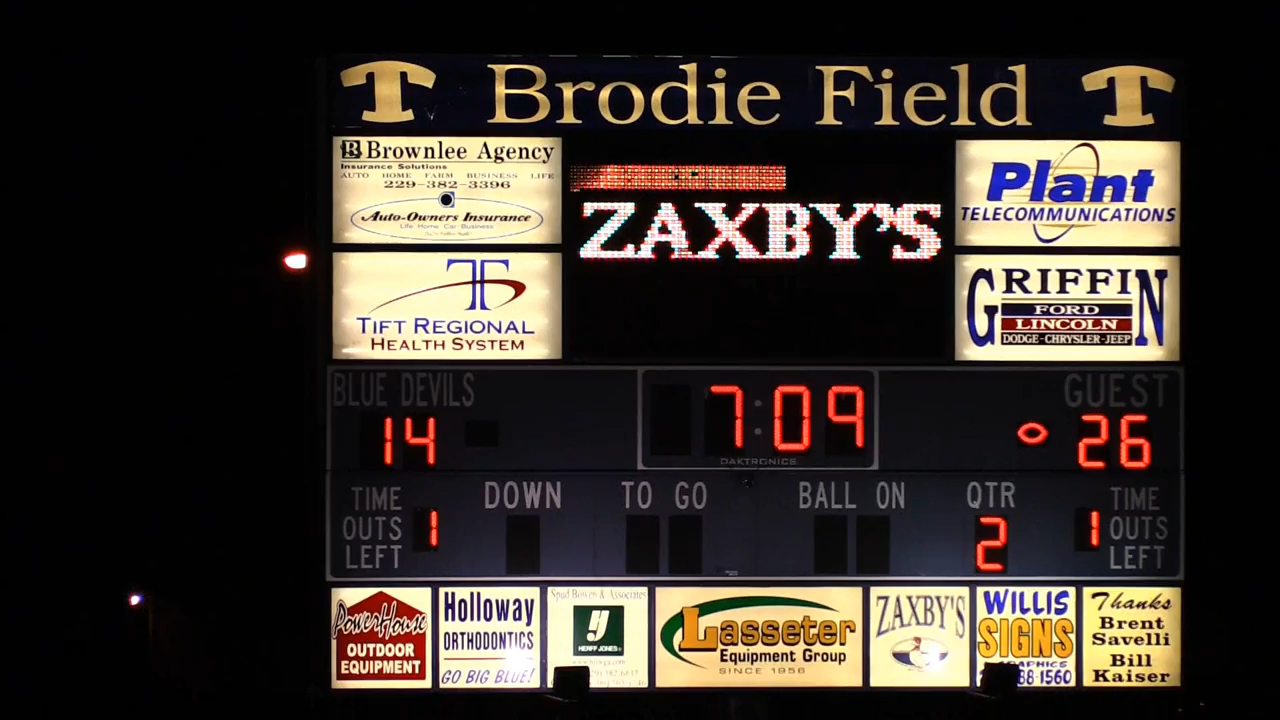 T Brodie Field T
B Brownlee Agency
Insurance Solutions
AUTO HOME FARM BUSINESS LIFE
229-382-3396
Auto-Owners Insurance
Life Home Car Business
ZAXBY'S
Plant
TELECOMMUNICATIONS
T
TIFT REGIONAL
HEALTH SYSTEM
GRIFFIN
FORD
LINCOLN
DODGE-CHRYSLER-JEEP
BLUE DEVILS
14
7:09
DAKTRONICS
GUEST
26
TIME OUTS LEFT 1
DOWN
TO GO
BALL ON
QTR
2
1 TIME OUTS LEFT
PowerHouse
OUTDOOR
EQUIPMENT
Holloway
ORTHODONTICS
GO BIG BLUE!
Spud Bowen & Associates
HERFF JONES
Lasseter
Equipment Group
SINCE 1956
ZAXBY'S
WILLIS
SIGNS
Thanks
Brent
Savelli
Bill
Kaiser